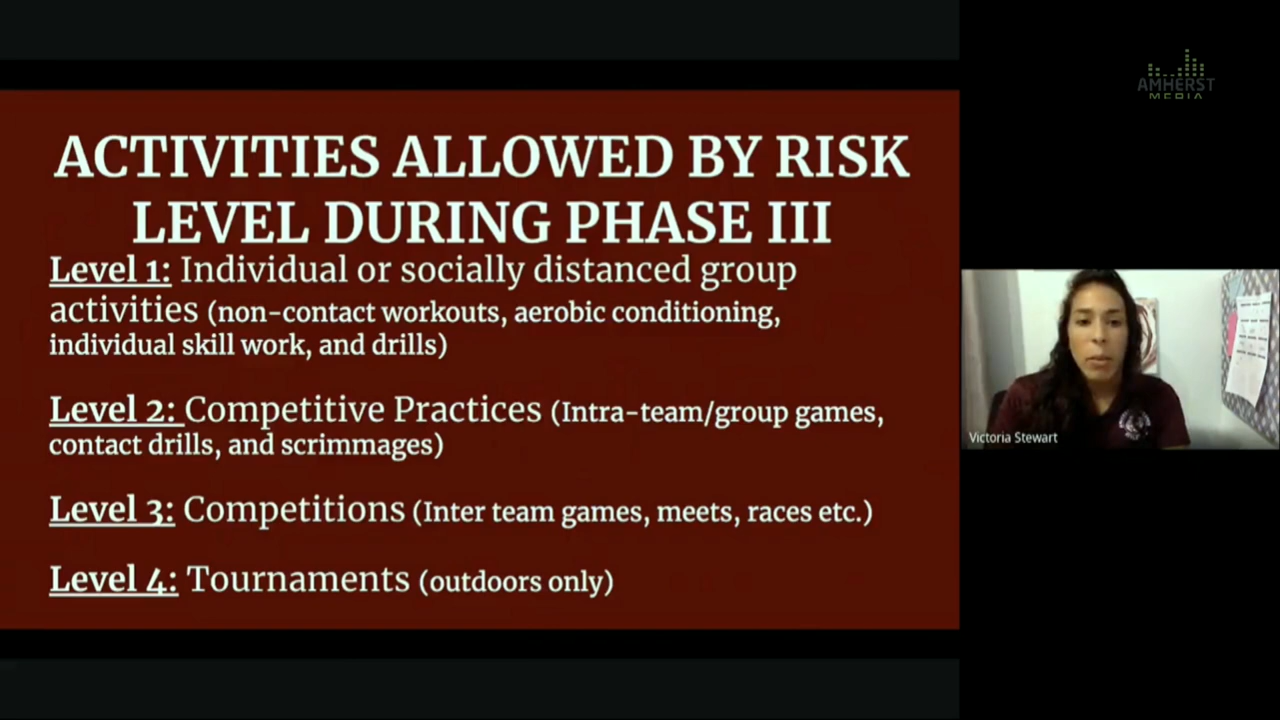 ACTIVITIES ALLOWED BY RISK
LEVEL DURING PHASE III
Level 1: Individual or socially distanced group
activities (non-contact workouts, aerobic conditioning,
individual skill work, and drills)
Level 2: Competitive Practices (Intra-team/group games,
contact drills, and scrimmages)
Level 3: Competitions (Inter team games, meets, races etc.)
Level 4: Tournaments (outdoors only)
AMHERST
MEDIA
Victoria Stewart